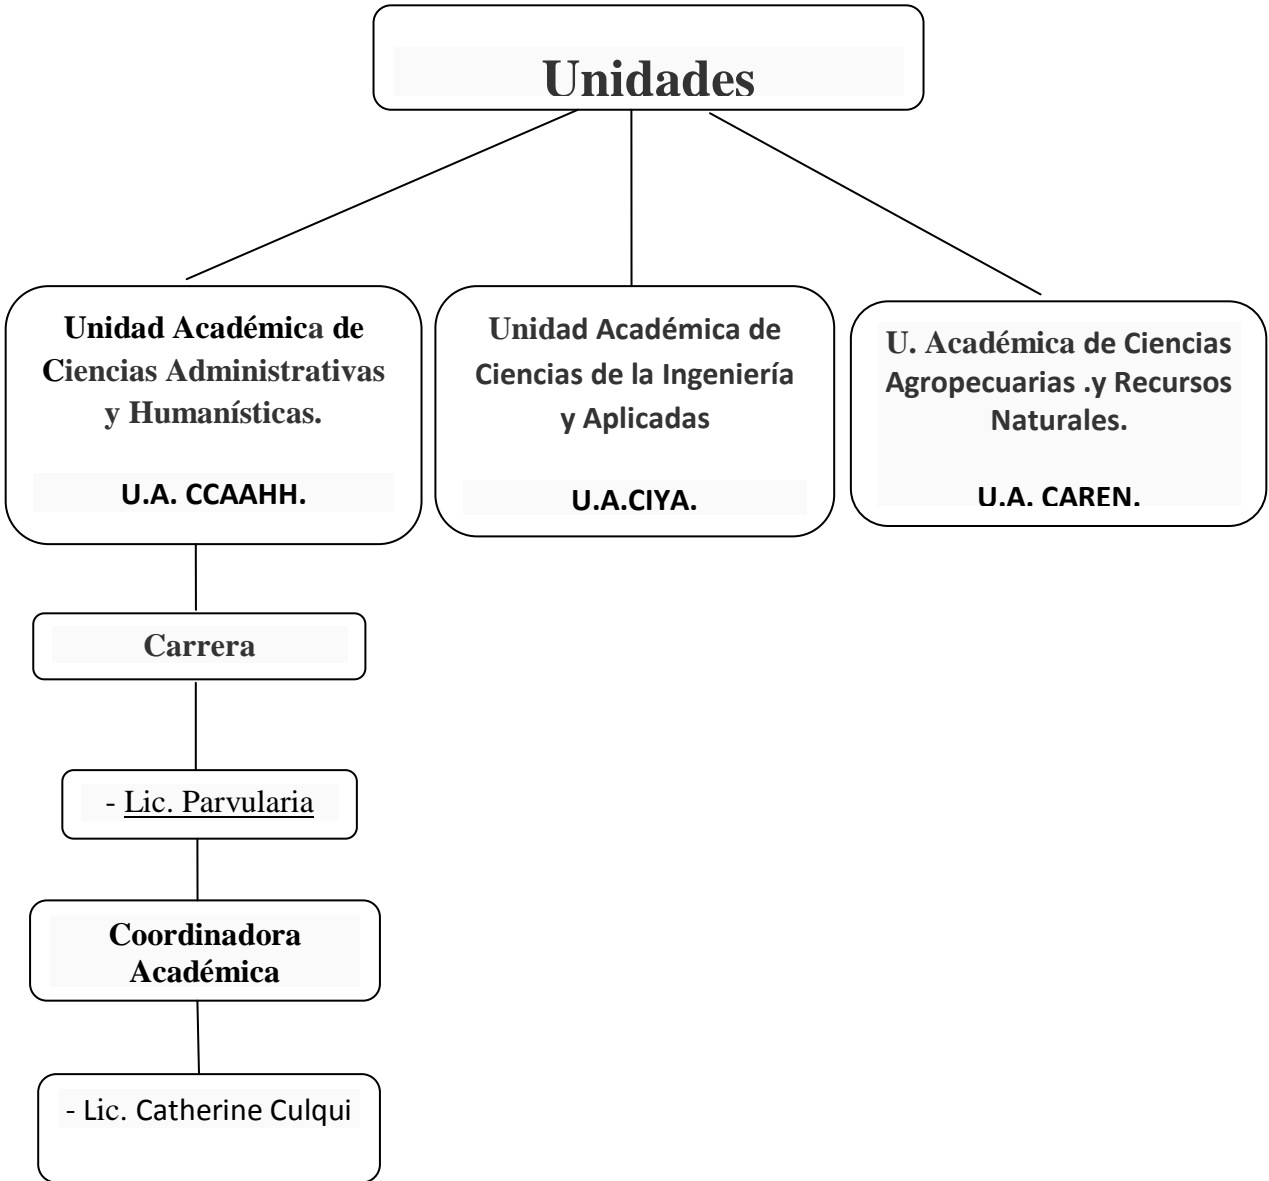 Unidades
Unidad Académica de
Ciencias Administrativas
y Humanísticas.
U.A. CCAAHH.
Unidad Académica de
Ciencias de la Ingeniería
y Aplicadas
U.A.CIYA.
U. Académica de Ciencias
Agropecuarias .y Recursos
Naturales.
U.A. CAREN.
Carrera
- Lic. Parvularia
Coordinadora
Académica
- Lic. Catherine Culqui